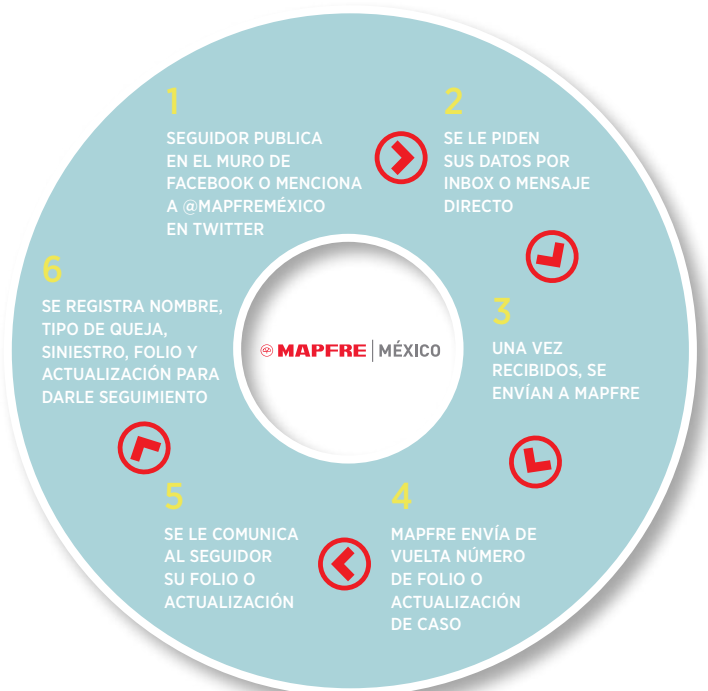 1
SEGUIDOR PUBLICA
EN EL MURO DE
FACEBOOK O MENCIONA
A @MAPFREMÉXICO
EN TWITTER
2
SE LE PIDEN
SUS DATOS POR
INBOX O MENSAJE
DIRECTO
3
UNA VEZ
RECIBIDOS, SE
ENVÍAN A MAPFRE
4
MAPFRE ENVÍA DE
VUELTA NÚMERO
DE FOLIO O
ACTUALIZACIÓN
DE CASO
5
SE LE COMUNICA
AL SEGUIDOR
SU FOLIO O
ACTUALIZACIÓN
6
SE REGISTRA NOMBRE,
TIPO DE QUEJA,
SINIESTRO, FOLIO Y
ACTUALIZACIÓN PARA
DARLE SEGUIMIENTO
MAPFRE | MÉXICO